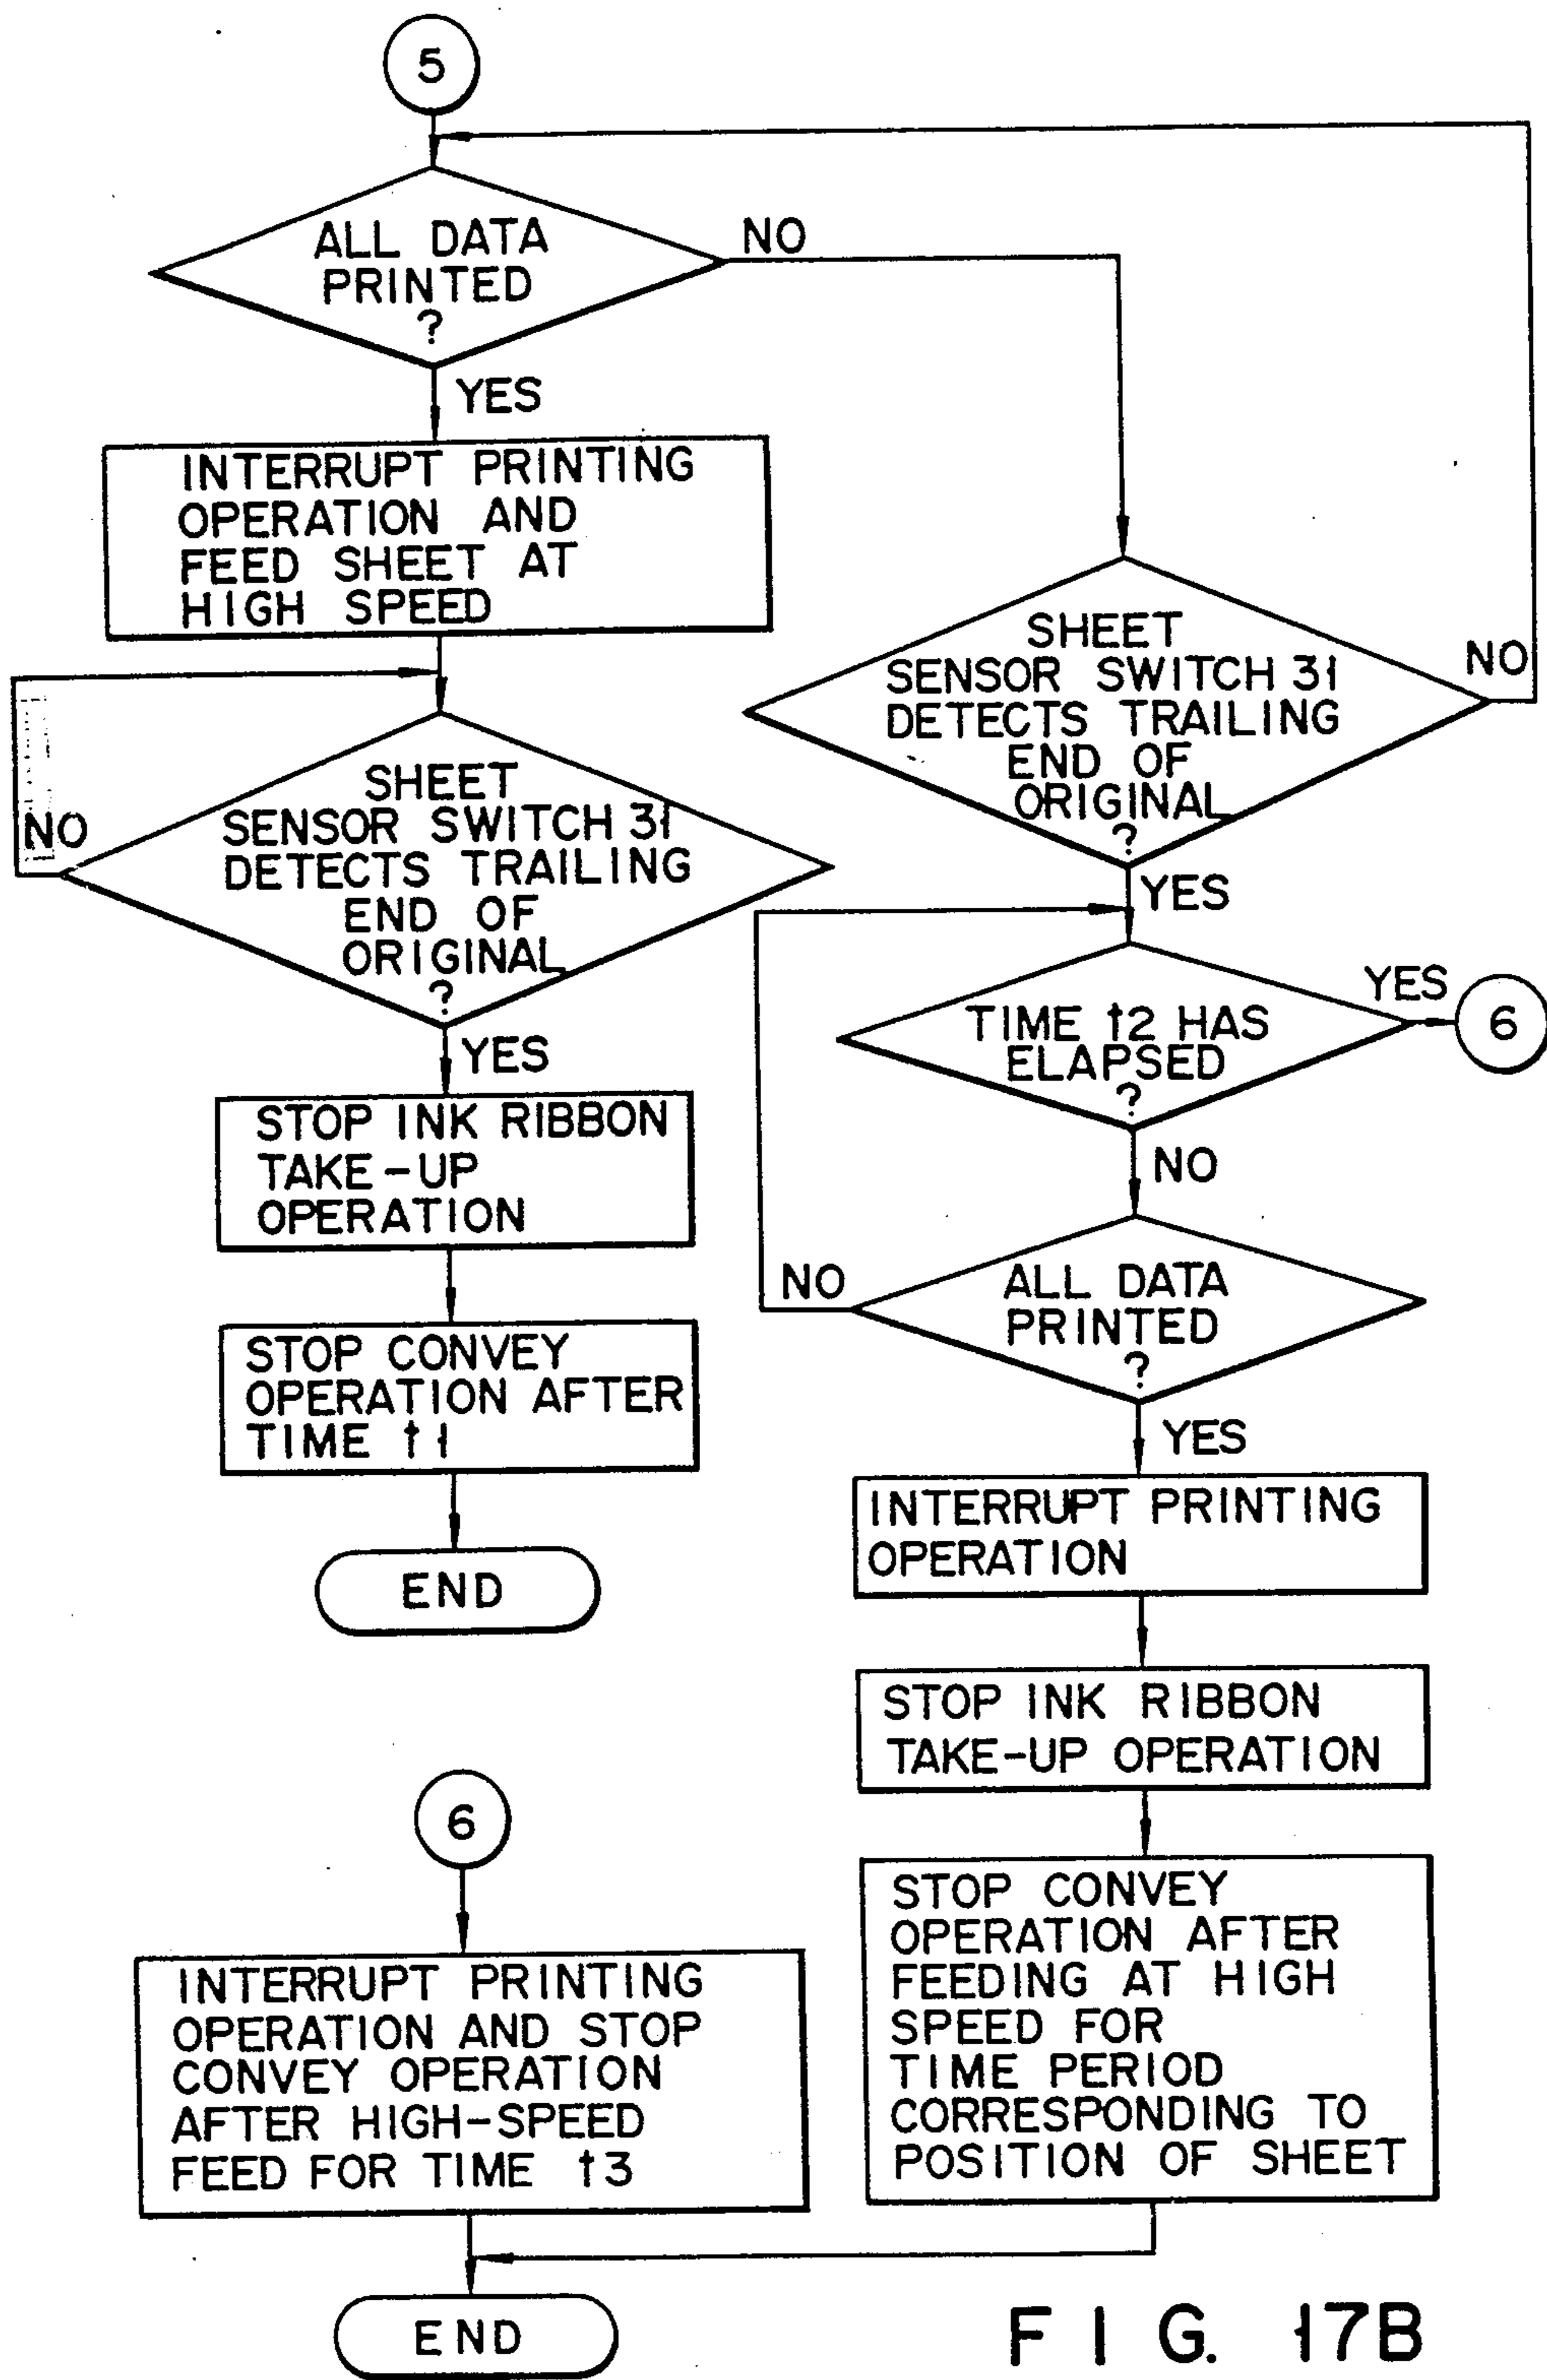 5
ALL DATA
PRINTED
?
NO
YES
INTERRUPT PRINTING
OPERATION AND
FEED SHEET AT
HIGH SPEED
SHEET
SENSOR SWITCH 31
DETECTS TRAILING
END OF
ORIGINAL
?
NO
YES
STOP INK RIBBON
TAKE-UP
OPERATION
STOP CONVEY
OPERATION AFTER
TIME t1
END
SHEET
SENSOR SWITCH 31
DETECTS TRAILING
END OF
ORIGINAL
?
NO
YES
TIME t2 HAS
ELAPSED
?
YES
6
NO
ALL DATA
PRINTED
?
NO
YES
INTERRUPT PRINTING
OPERATION
STOP INK RIBBON
TAKE-UP OPERATION
STOP CONVEY
OPERATION AFTER
FEEDING AT HIGH
SPEED FOR
TIME PERIOD
CORRESPONDING TO
POSITION OF SHEET
6
INTERRUPT PRINTING
OPERATION AND STOP
CONVEY OPERATION
AFTER HIGH-SPEED
FEED FOR TIME t3
END
FIG. 17B